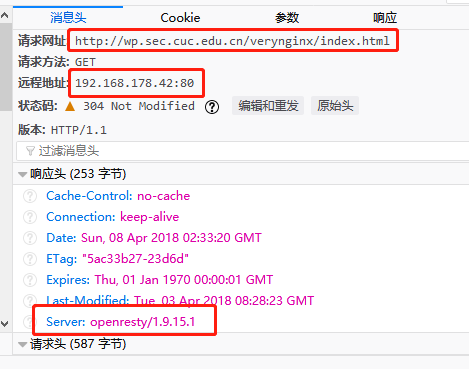 消息头 Cookie 参数 响应
请求网址: http://wp.sec.cuc.edu.cn/verynginx/index.html
请求方法: GET
远程地址: 192.168.178.42:80
状态码: 304 Not Modified 编辑和重发 原始头
版本: HTTP/1.1
过滤消息头
响应头 (253 字节)
Cache-Control: no-cache
Connection: keep-alive
Date: Sun, 08 Apr 2018 02:33:20 GMT
ETag: "5ac33b27-23d6d"
Expires: Thu, 01 Jan 1970 00:00:01 GMT
Last-Modified: Tue, 03 Apr 2018 08:28:23 GMT
Server: openresty/1.9.15.1
请求头 (587 字节)